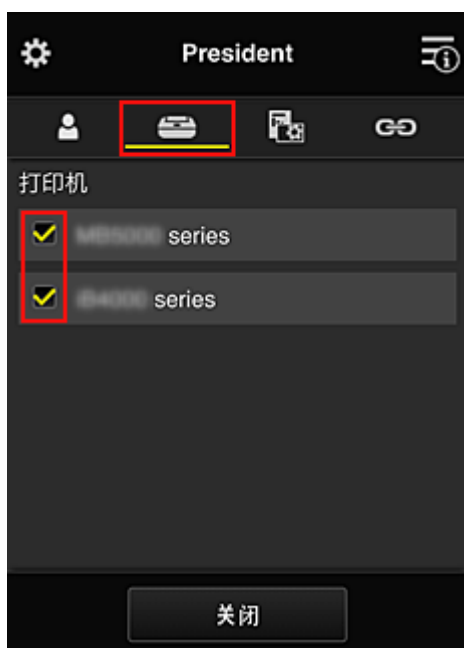 President
打印机
series
series
关闭